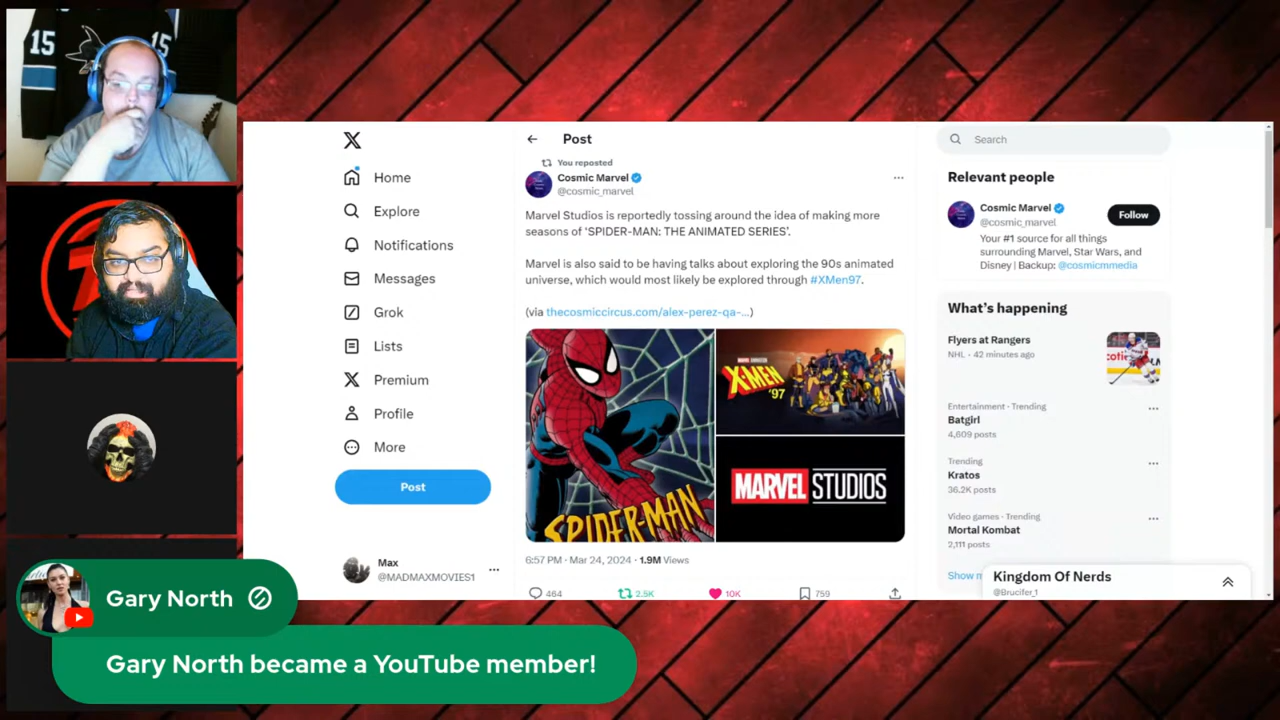 15
15
X
Home
Explore
Notifications
Messages
Grok
Lists
Premium
Profile
More
Post
Max
@MADMAXMOVIES1
Post
You reposted
Cosmic Marvel
@cosmic_marvel
Marvel Studios is reportedly tossing around the idea of making more
seasons of 'SPIDER-MAN: THE ANIMATED SERIES'.
Marvel is also said to be having talks about exploring the 90s animated
universe, which would most likely be explored through #XMen97.
(via thecosmiccircus.com/alex-perez-qa-...)
SPIDER-MAN
X-MEN
'97
MARVEL STUDIOS
6:57 PM · Mar 24, 2024 · 1.9M Views
464 2.5K 10K 759
Search
Relevant people
Cosmic Marvel
@cosmic_marvel
Follow
Your #1 source for all things
surrounding Marvel, Star Wars, and
Disney | Backup: @cosmicmmedia
What's happening
Flyers at Rangers
NHL · 42 minutes ago
Entertainment · Trending
Batgirl
4,609 posts
Trending
Kratos
36.2K posts
Video games · Trending
Mortal Kombat
2,111 posts
Show
Kingdom Of Nerds
@Brucifer_1
Gary North
Gary North became a YouTube member!